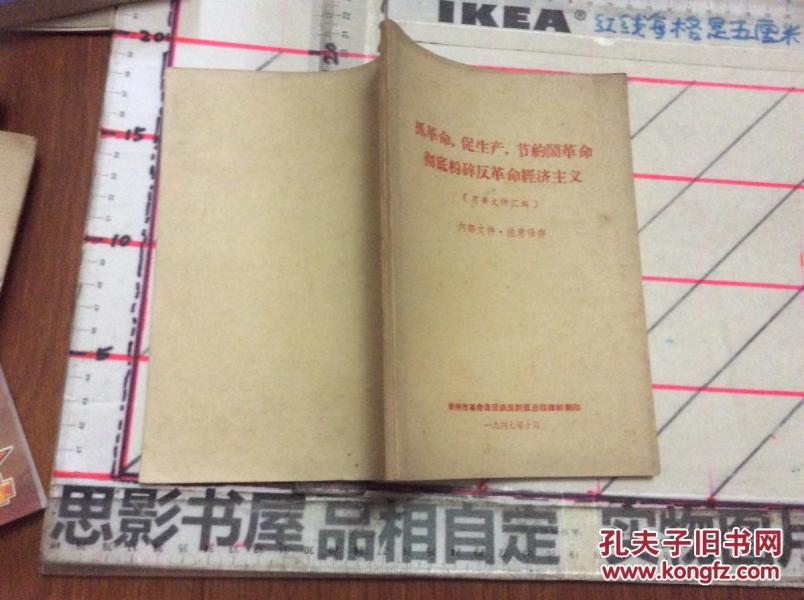 IKEA® 红线每格是五厘米
20
20
15
10
5
抓革命，促生产，节約鬧革命
彻底粉碎反革命經济主义
（有关文件汇编）
内部文件·注意保存
一九六七年十月
思影书屋 品相自定
孔夫子旧书网
www.kongfz.com